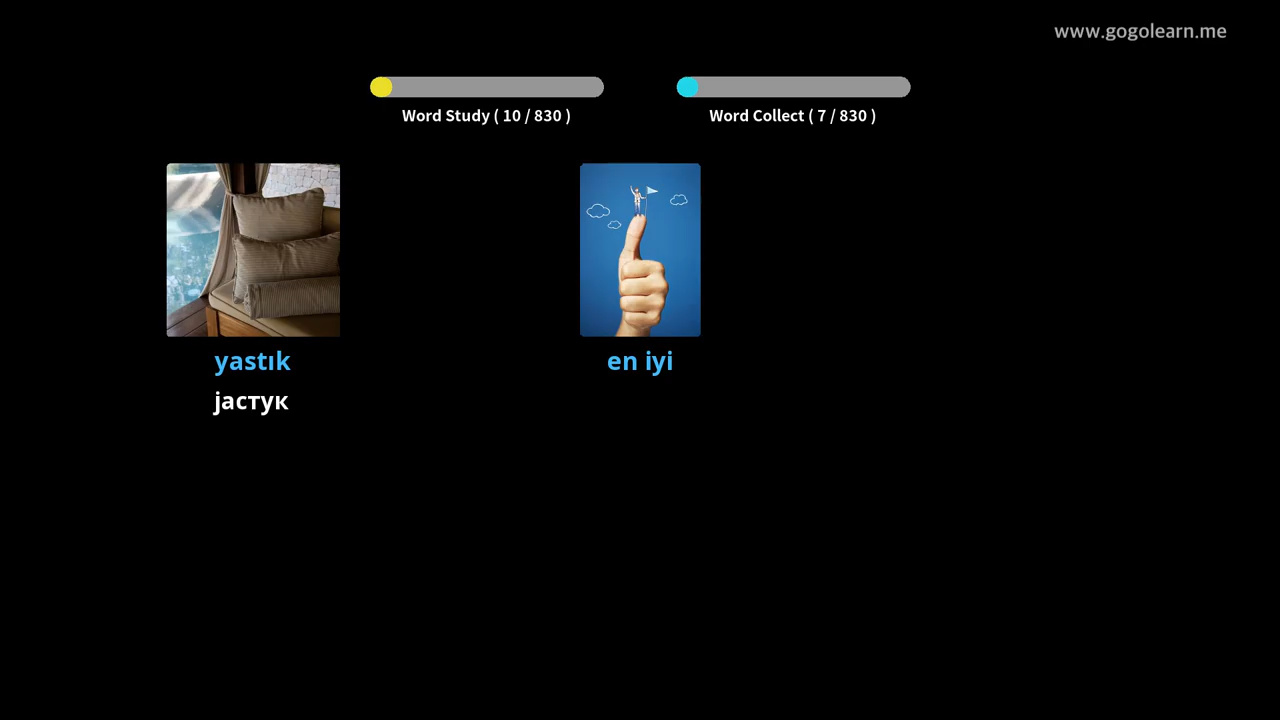 www.gogolearn.me
Word Study ( 10 / 830 )
Word Collect ( 7 / 830 )
yastık
јастук
en iyi